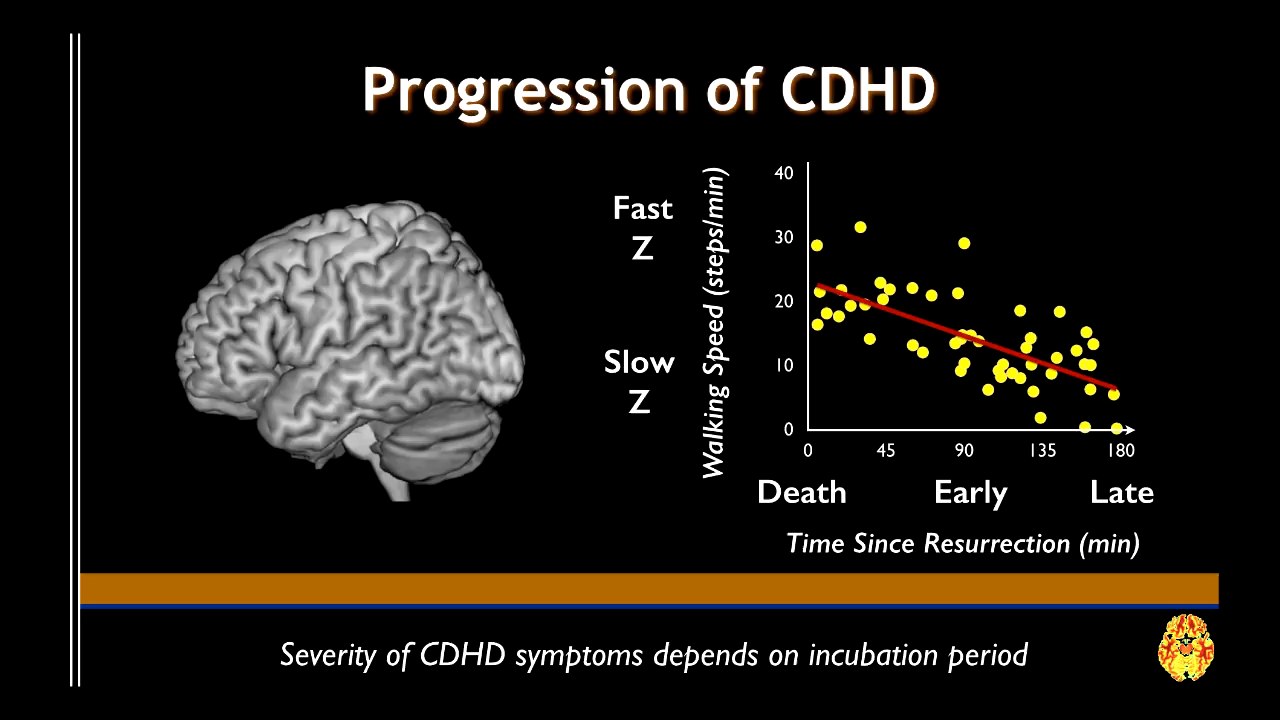 Progression of CDHD
Fast
Z
Slow
Z
Walking Speed (steps/min)
40
30
20
10
0
0 45 90 135 180
Death Early Late
Time Since Resurrection (min)
Severity of CDHD symptoms depends on incubation period